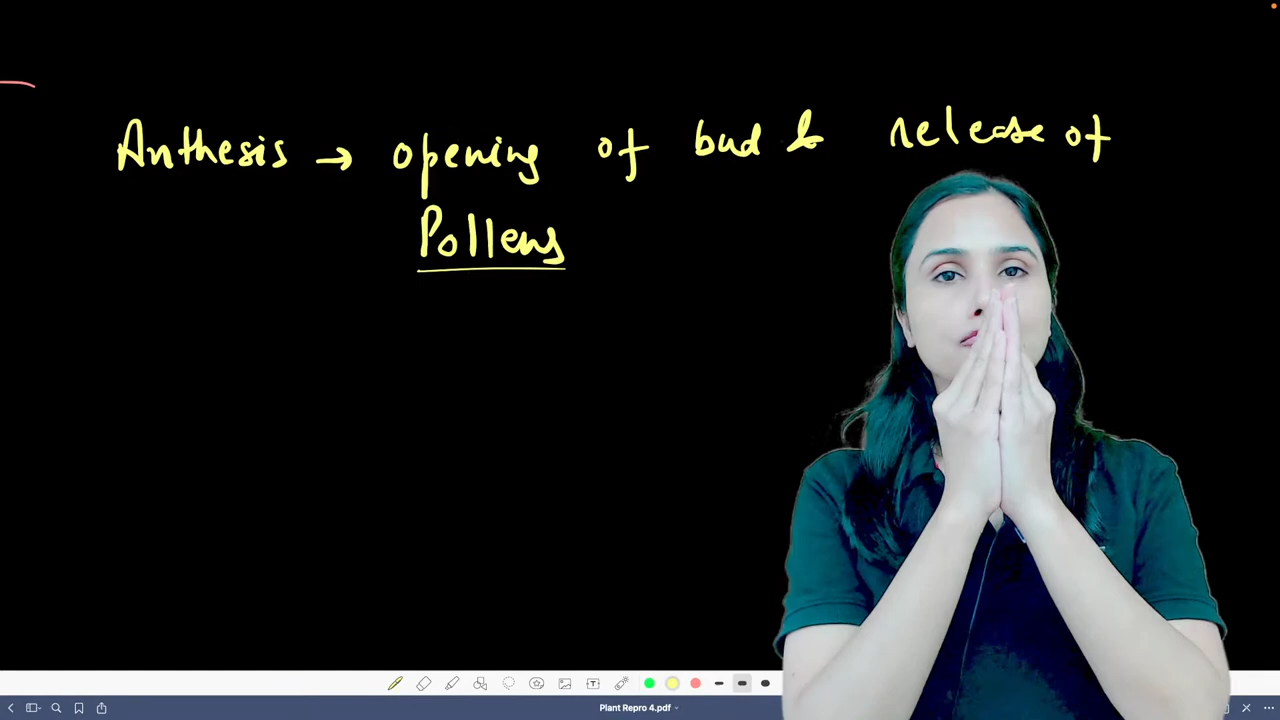 Anthesis → opening of bud & release of
Pollens
Plant Repro 4.pdf